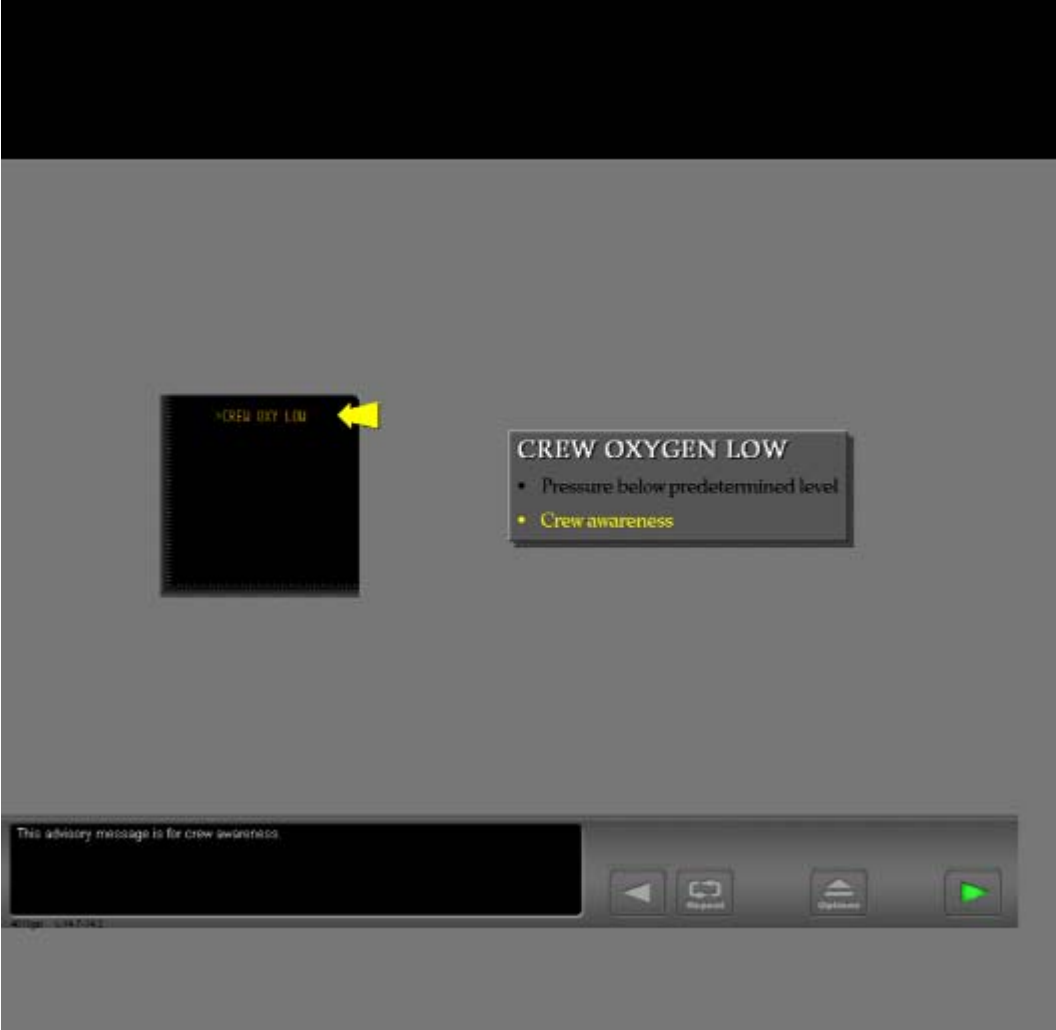 >CREW OXY LOW
CREW OXYGEN LOW
• Pressure below predetermined level
• Crew awareness
This advisory message is for crew awareness.
Repeat
Options